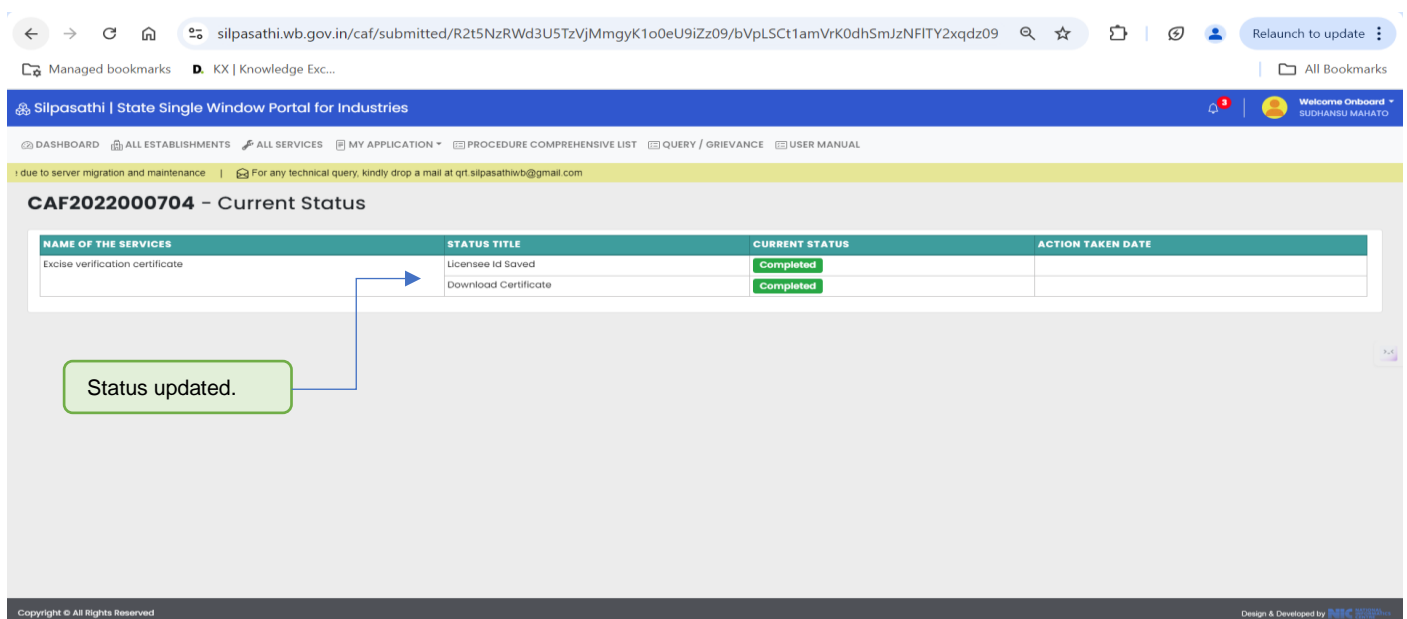 silpasathi.wb.gov.in/caf/submitted/R2t5NzRWd3U5TzVjMmgyK1o0eU9iZz09/bVpLSCt1amVrK0dhSmJzNFlTY2xqdz09 Relaunch to update
Managed bookmarks D. KX | Knowledge Exc... All Bookmarks
Silpasathi | State Single Window Portal for Industries 3 Welcome Onboard
SUDHANSU MAHATO
DASHBOARD ALL ESTABLISHMENTS ALL SERVICES MY APPLICATION PROCEDURE COMPREHENSIVE LIST QUERY / GRIEVANCE USER MANUAL
due to server migration and maintenance | For any technical query, kindly drop a mail at qrt.silpasathiwb@gmail.com
CAF2022000704 - Current Status
NAME OF THE SERVICES STATUS TITLE CURRENT STATUS ACTION TAKEN DATE
Excise verification certificate Licensee Id Saved Completed
Download Certificate Completed
Status updated.
Copyright © All Rights Reserved Design & Developed by NIC